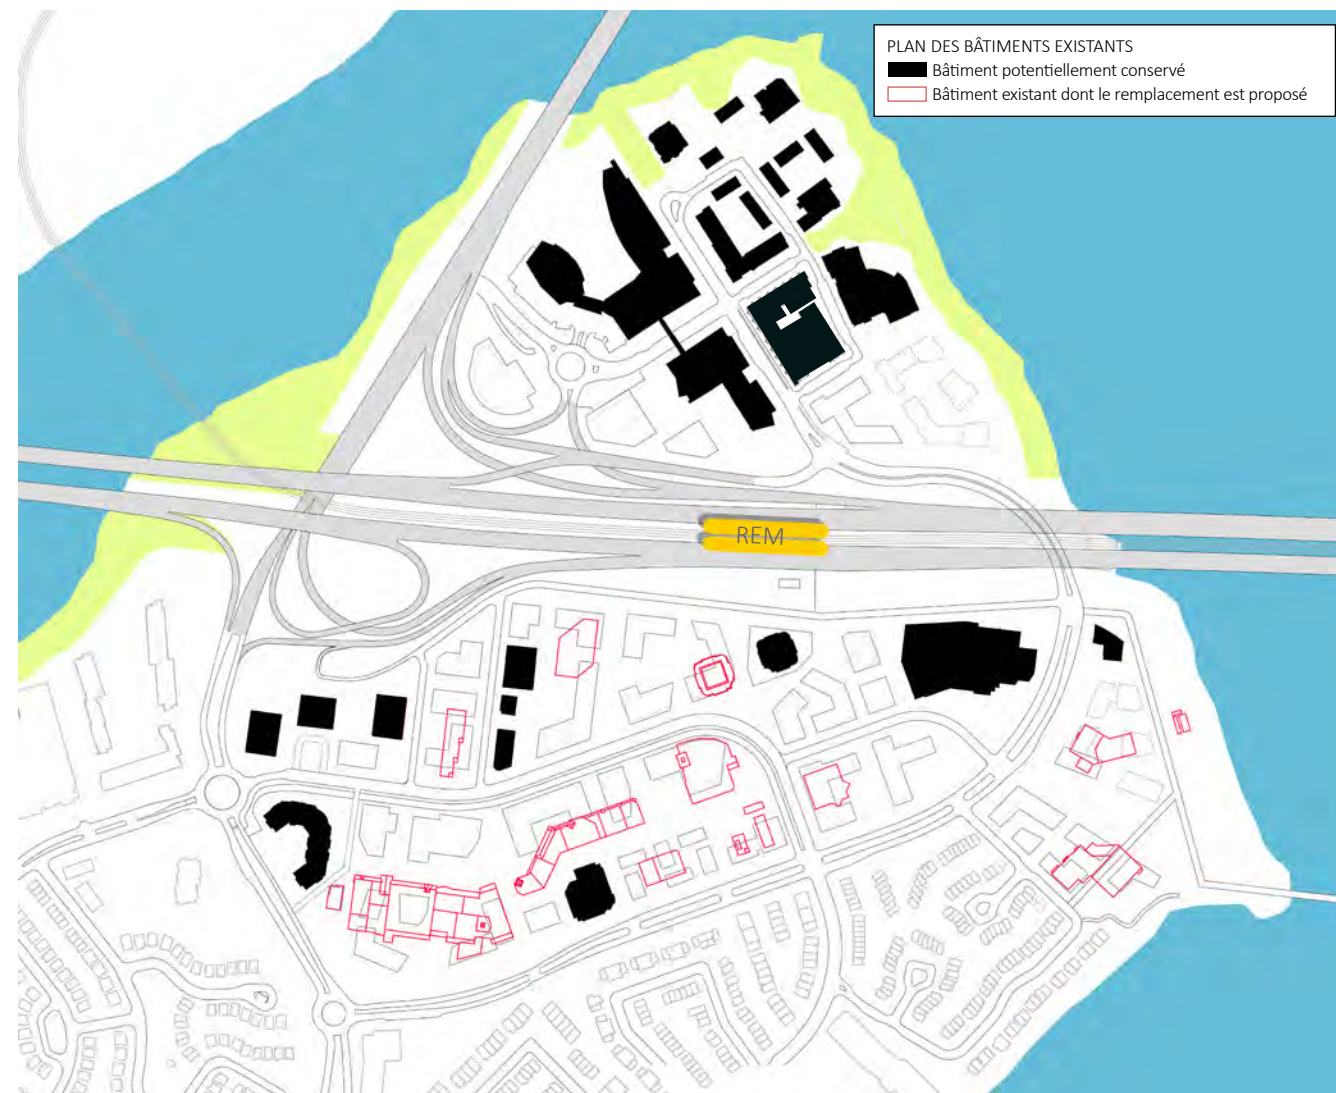 PLAN DES BÂTIMENTS EXISTANTS
Bâtiment potentiellement conservé
Bâtiment existant dont le remplacement est proposé
REM